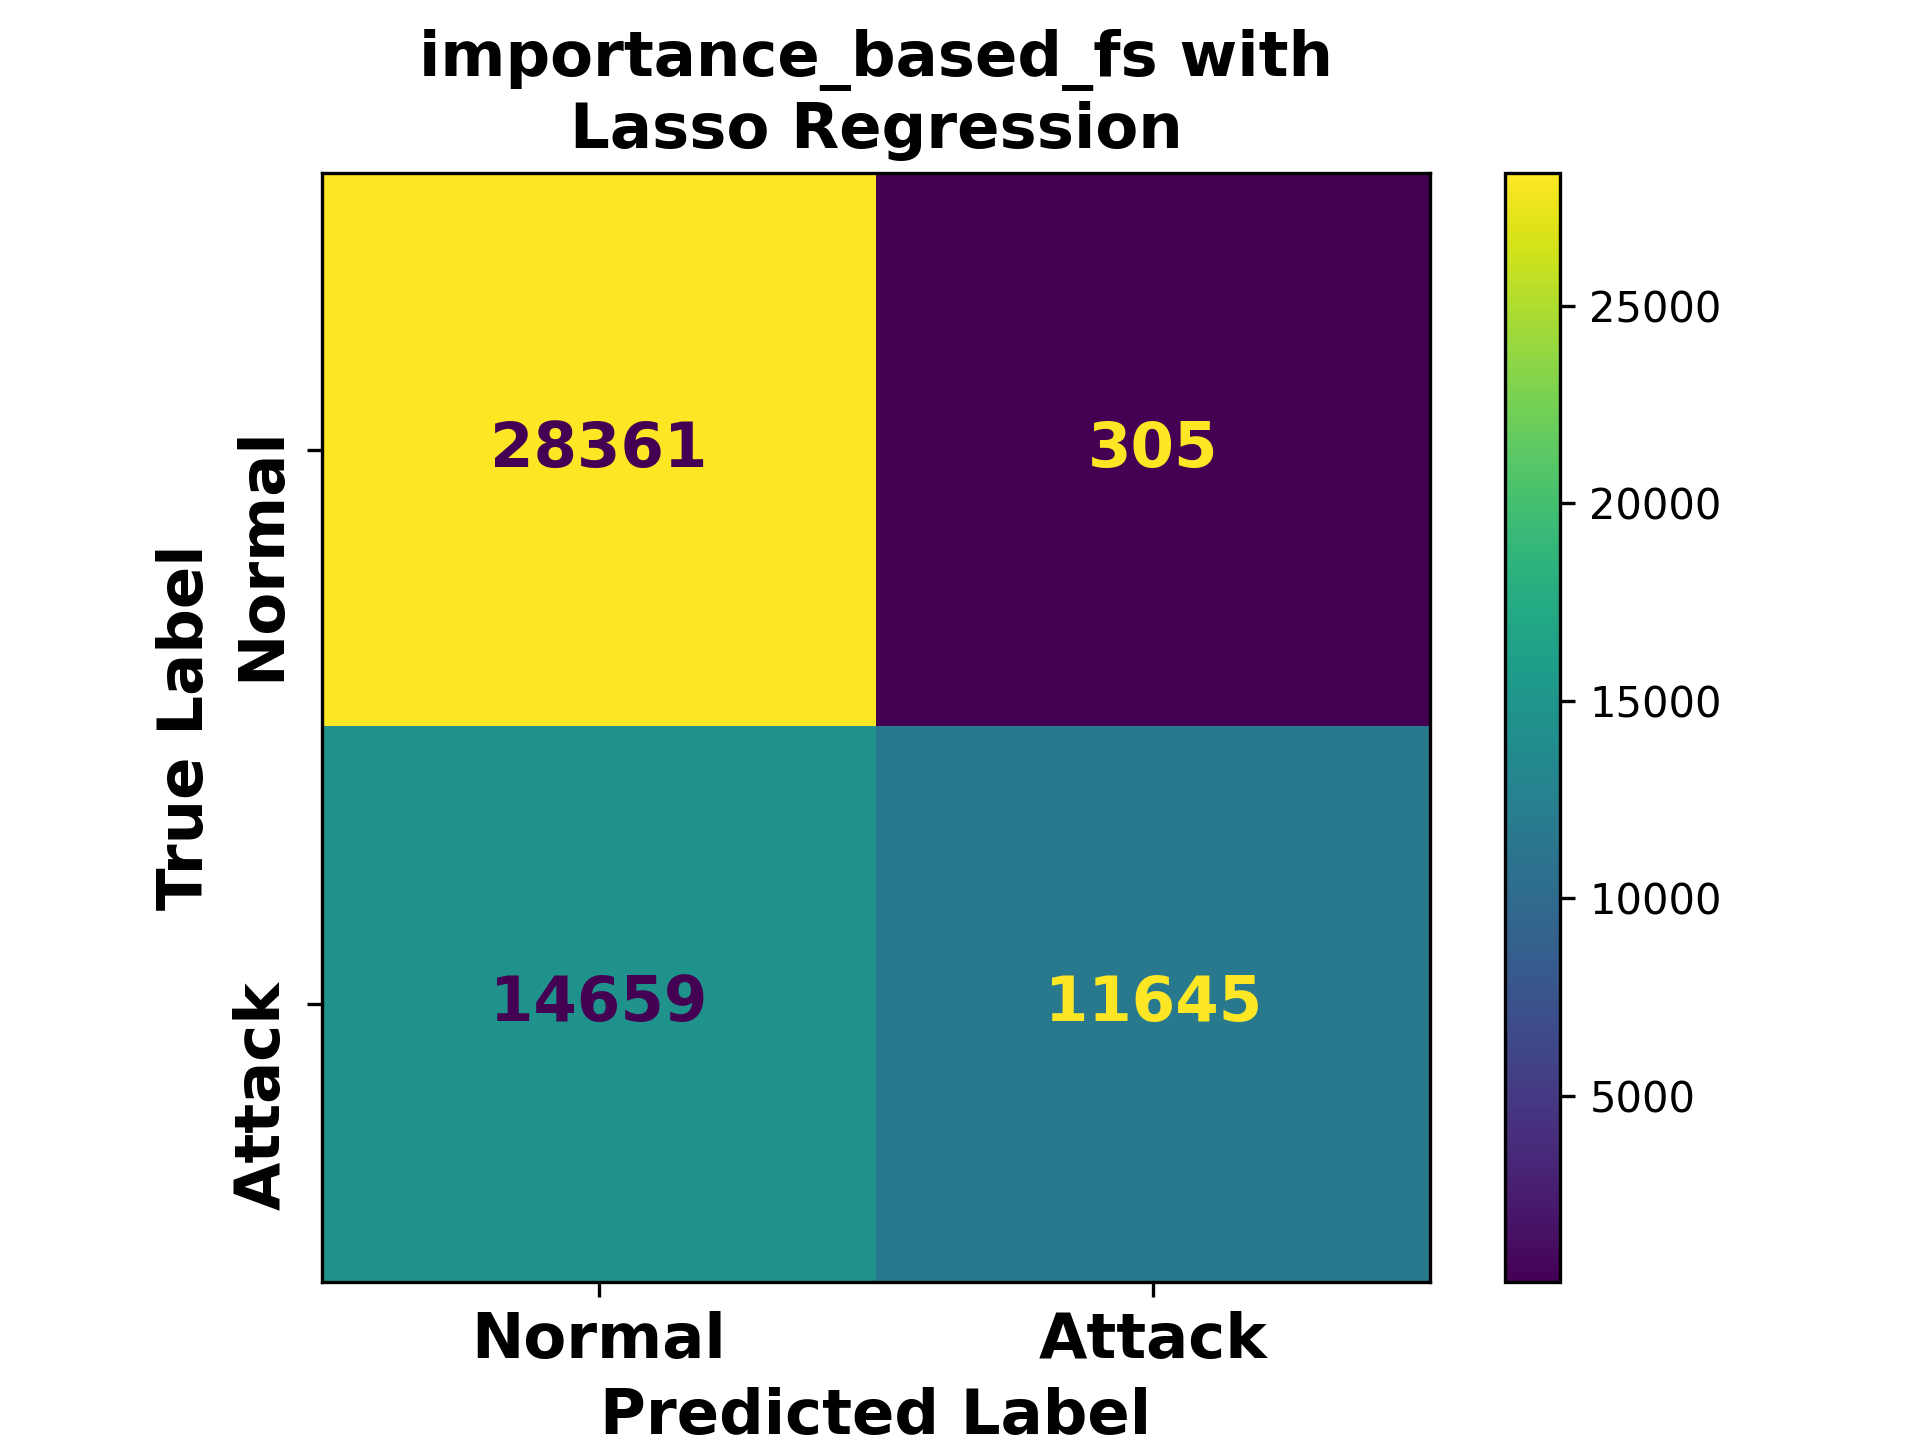 importance_based_fs with
Lasso Regression
True Label
Normal
Attack
28361
305
14659
11645
Normal
Attack
Predicted Label
25000
20000
15000
10000
5000